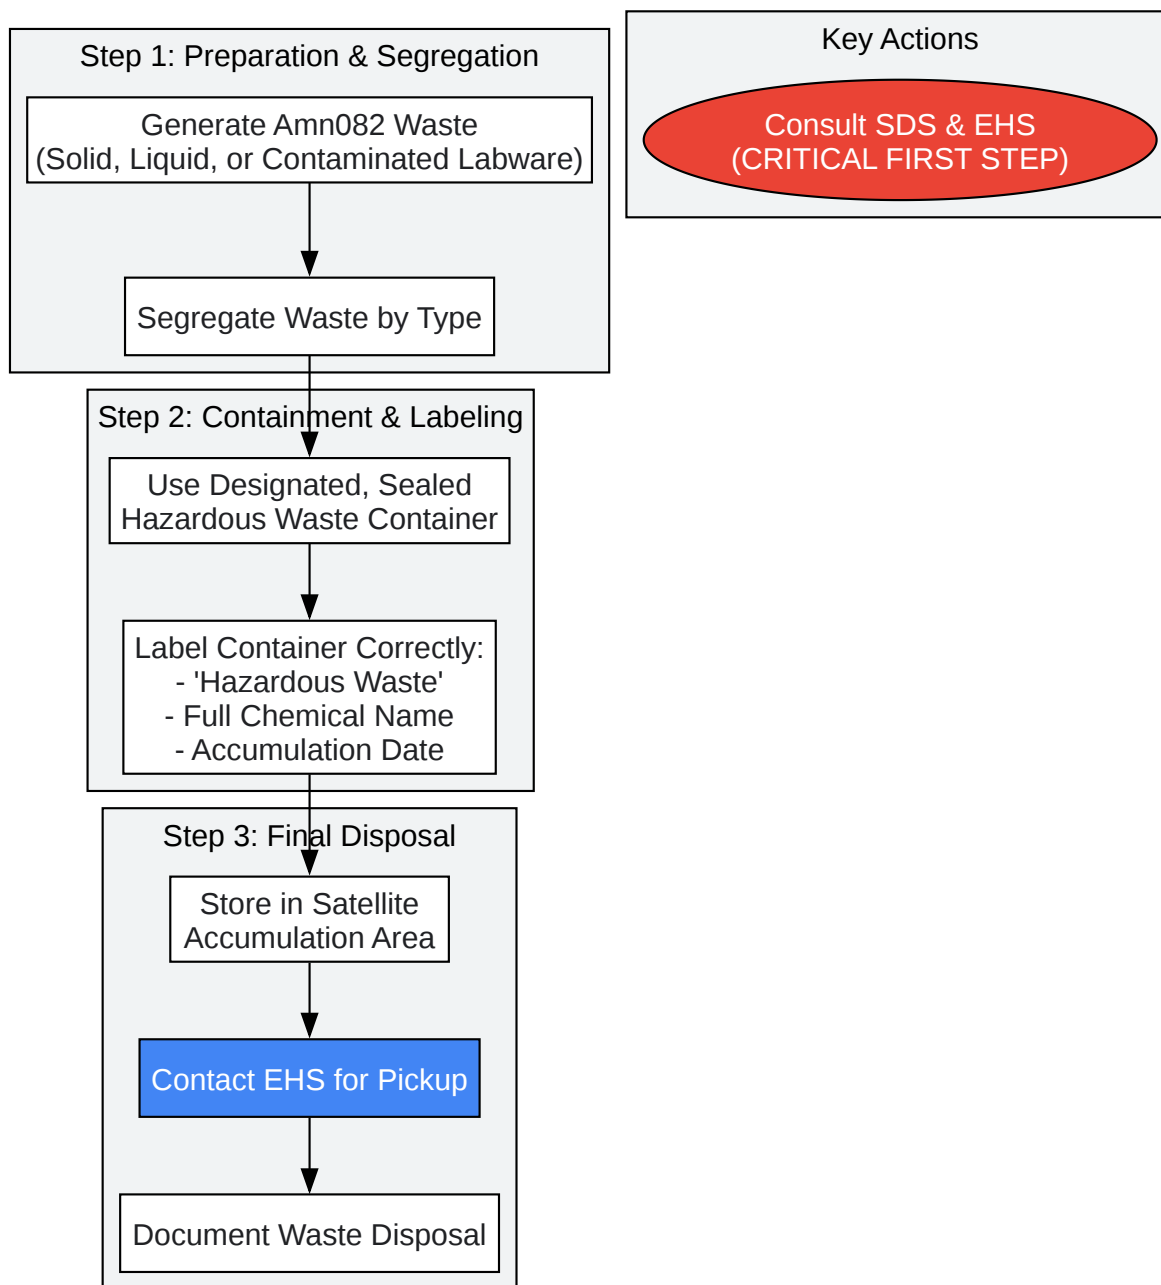 Step 1: Preparation & Segregation
Generate Amn082 Waste
(Solid, Liquid, or Contaminated Labware)
Segregate Waste by Type
Step 2: Containment & Labeling
Use Designated, Sealed
Hazardous Waste Container
Label Container Correctly:
- 'Hazardous Waste'
- Full Chemical Name
- Accumulation Date
Step 3: Final Disposal
Store in Satellite
Accumulation Area
Contact EHS for Pickup
Document Waste Disposal
Key Actions
Consult SDS & EHS
(CRITICAL FIRST STEP)